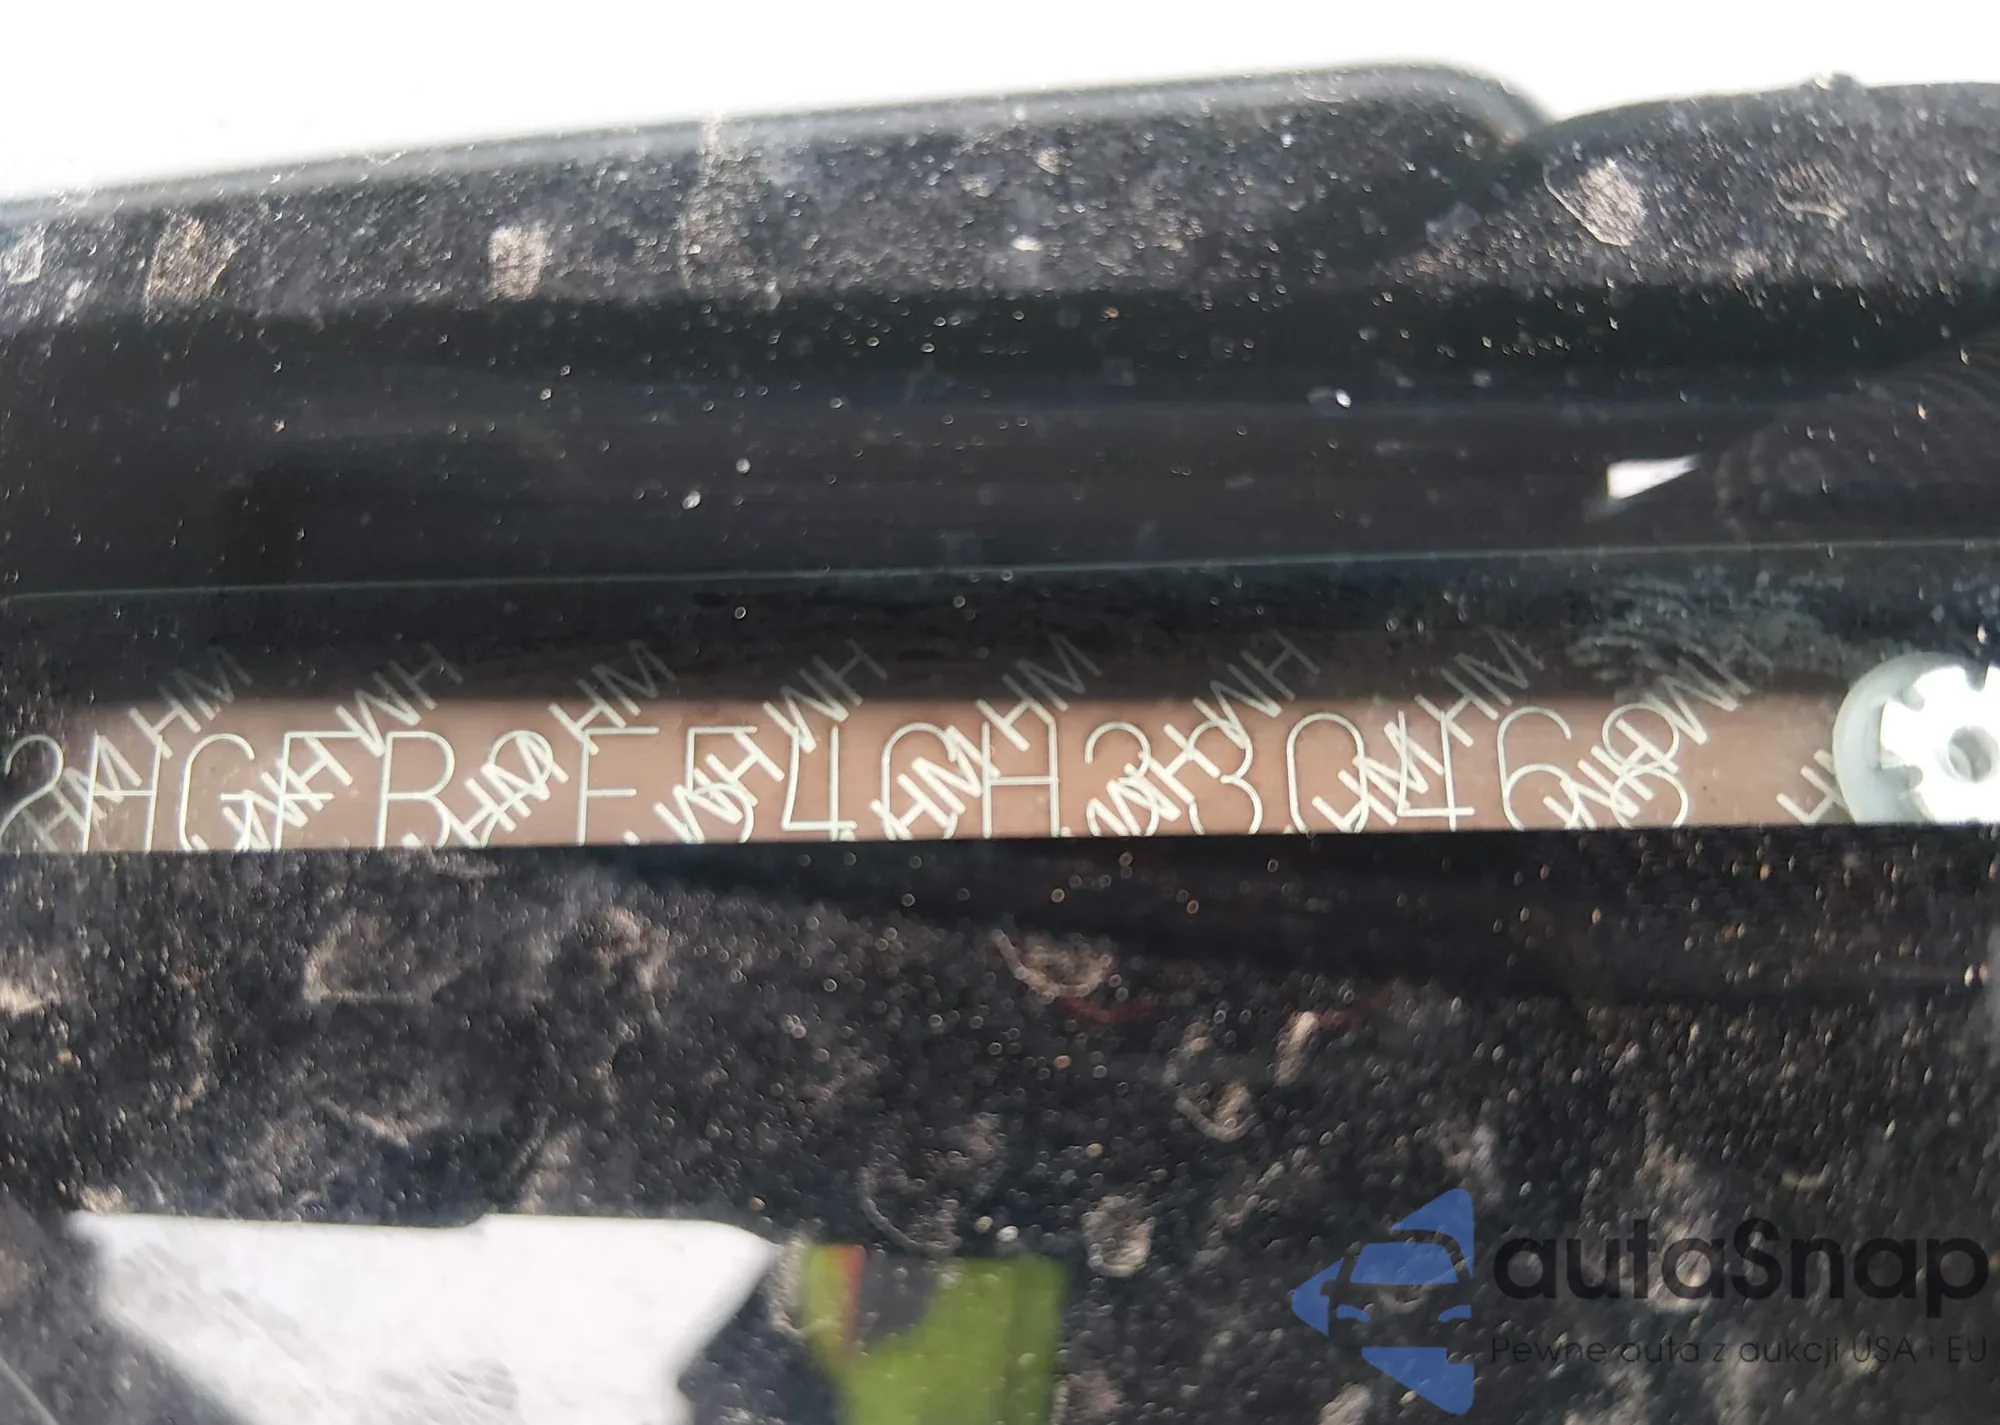 2HGFB2F54CH330468
autaSnap
Pewne auta z aukcji USA i EU